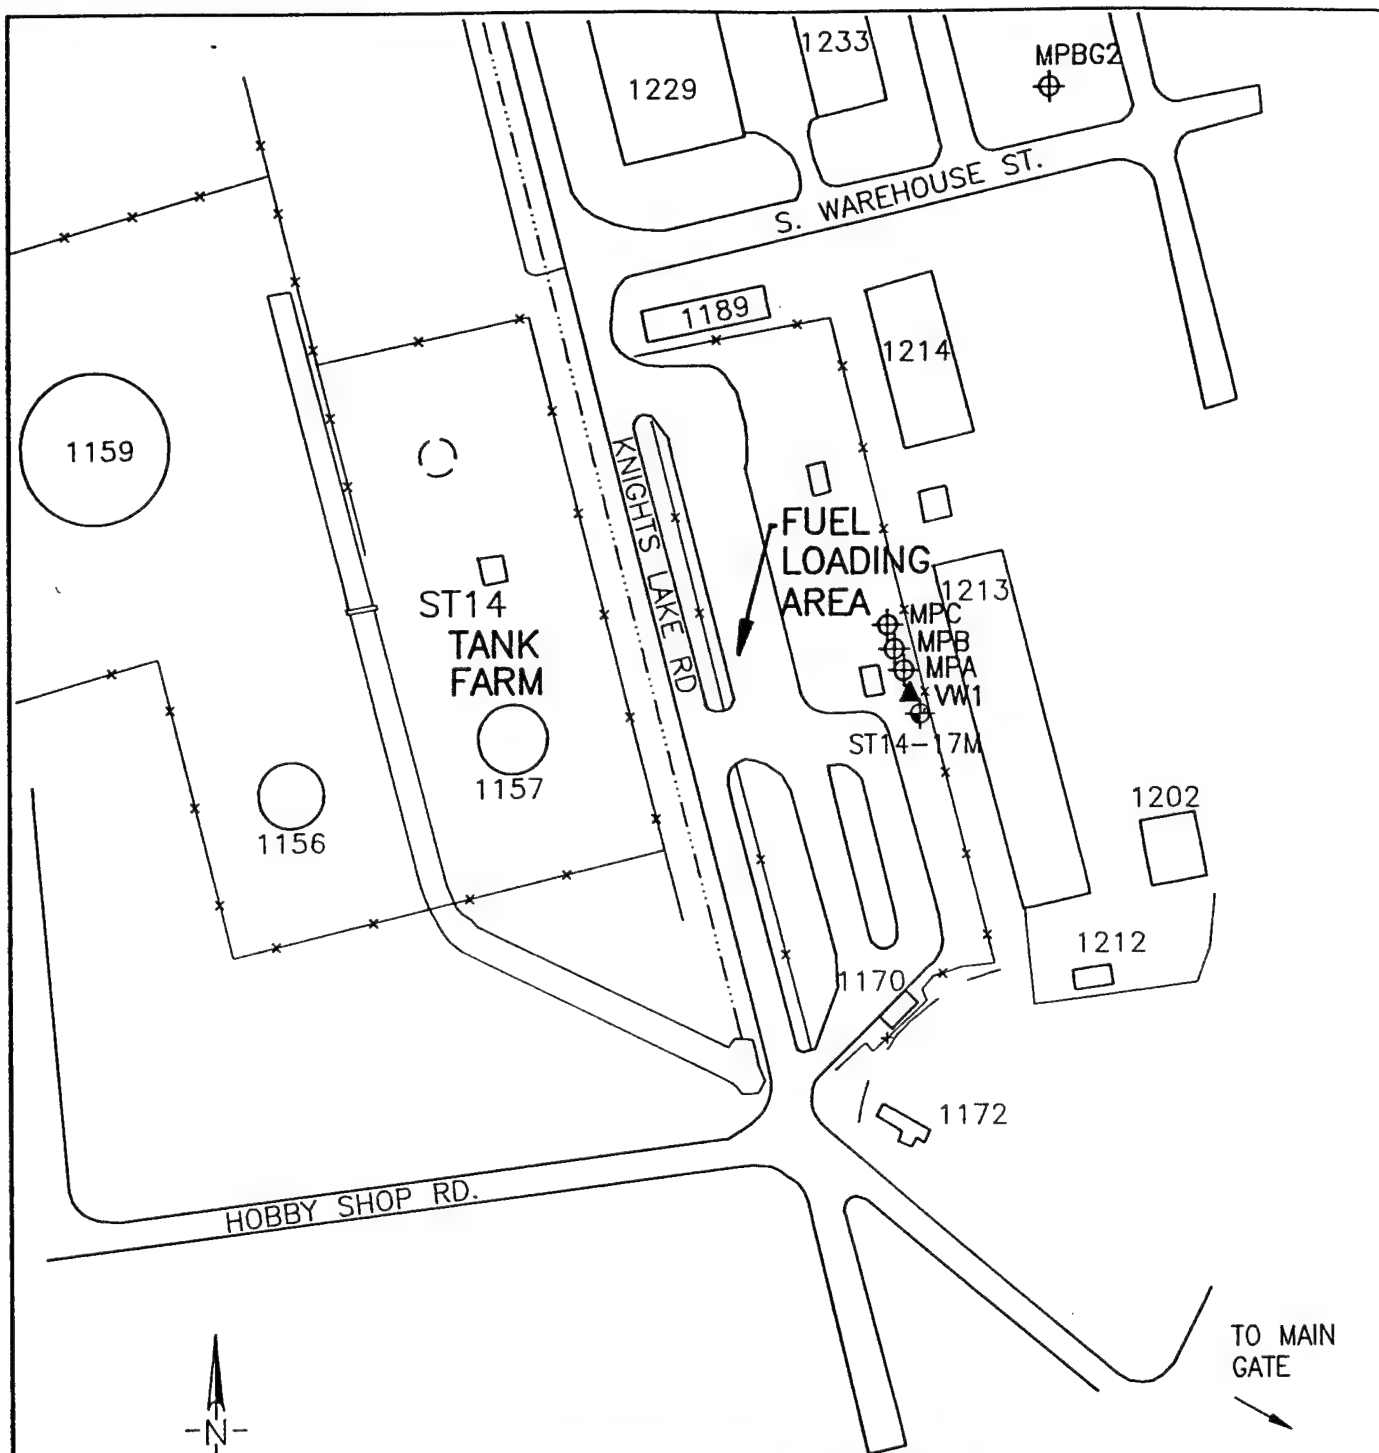 1233
MPBG2
1229
S. WAREHOUSE ST.
1189
1214
1159
KNIGHTS LAKE RD
FUEL
LOADING
AREA
1213
ST14
TANK
FARM
MPC
MPB
MPA
VW1
ST14-17M
1157
1156
1202
1212
1170
1172
HOBBY SHOP RD.
TO MAIN
GATE
-N-